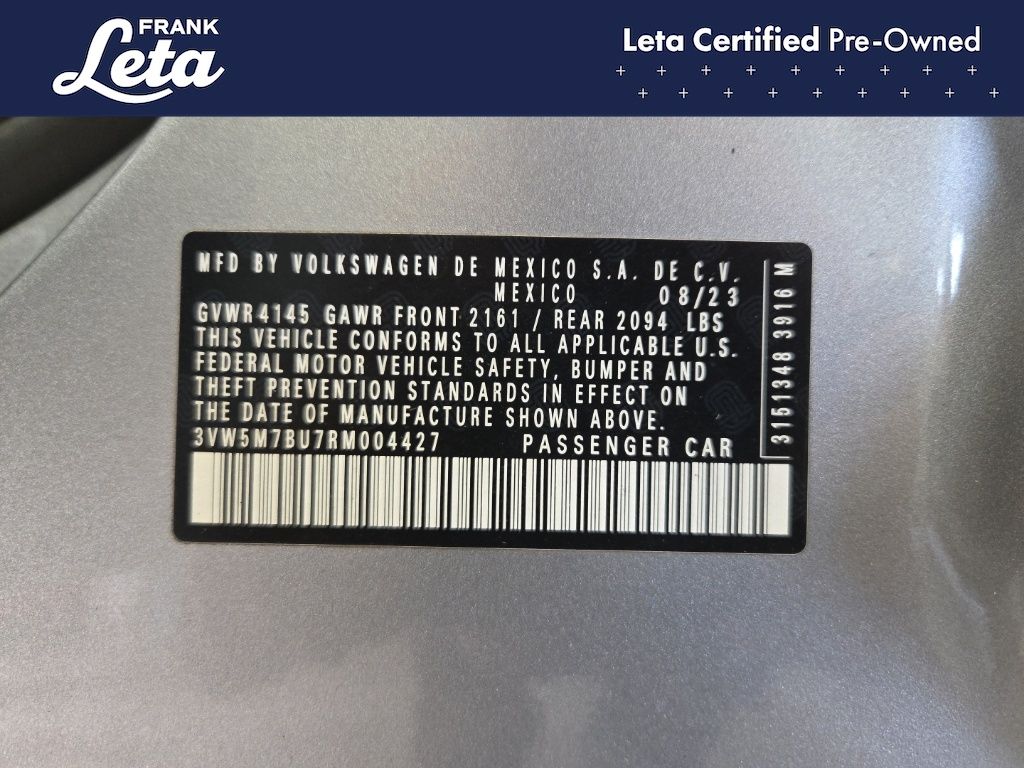 FRANK
Leta
Leta Certified Pre-Owned
MFD BY VOLKSWAGEN DE MEXICO S.A. DE C.V.
MEXICO 08/23
GVWR 4145 GAWR FRONT 2161 / REAR 2094 LBS
THIS VEHICLE CONFORMS TO ALL APPLICABLE U.S.
FEDERAL MOTOR VEHICLE SAFETY, BUMPER AND
THEFT PREVENTION STANDARDS IN EFFECT ON
THE DATE OF MANUFACTURE SHOWN ABOVE.
3VW5M7BU7RM004427 PASSENGER CAR
3151348 3916 M